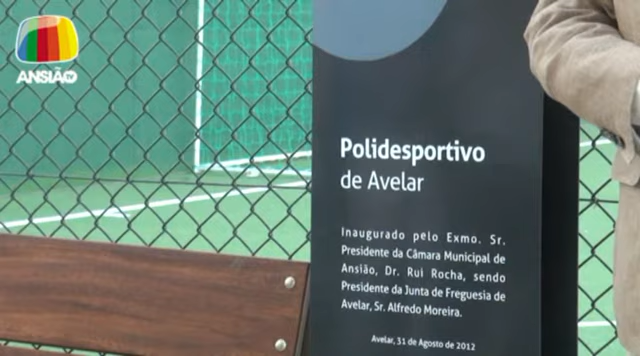 ANSIÃO
Polidesportivo
de Avelar
Inaugurado pelo Exmo. Sr.
Presidente da Câmara Municipal de
Ansião, Dr. Rui Rocha, sendo
Presidente da Junta de Freguesia de
Avelar, Sr. Alfredo Moreira.
Avelar, 31 de Agosto de 2012